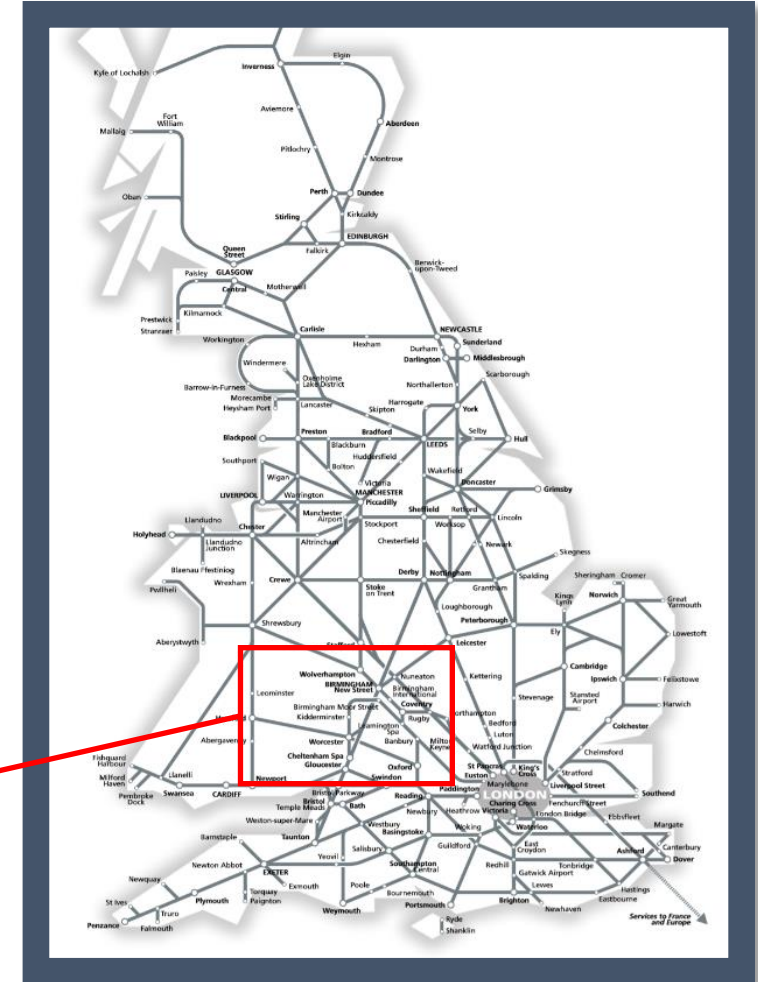 Elgin
Inverness
Kyle of Lochalsh
Aviemore
Fort
William
Mallaig
Aberdeen
Pitlochry
Montrose
Perth
Dundee
Oban
Stirling
Kirkcaldy
EDINBURGH
Falkirk
Queen
Street
GLASGOW
Central
Paisley
Motherwell
Berwick-
upon-Tweed
Kilmarnock
Prestwick
Stranraer
Carlisle
NEWCASTLE
Sunderland
Workington
Hexham
Durham
Darlington
Middlesbrough
Windermere
Scarborough
Oxenholme
Lake District
Northallerton
Barrow-in-Furness
Morecambe
Heysham Port
Lancaster
Harrogate
York
Skipton
Selby
Blackpool
Preston
Bradford
LEEDS
Hull
Blackburn
Huddersfield
Southport
Bolton
Wakefield
Wigan
Victoria
Doncaster
Grimsby
LIVERPOOL
Warrington
MANCHESTER
Piccadilly
Manchester
Airport
Sheffield
Retford
Lincoln
Llandudno
Stockport
Worksop
Holyhead
Chester
Llandudno
Junction
Altrincham
Chesterfield
Newark
Skegness
Blaenau Ffestiniog
Wrexham
Crewe
Stoke
on Trent
Derby
Nottingham
Grantham
Spalding
Sheringham
Cromer
Pwllheli
Kings
Lynn
Norwich
Great
Yarmouth
Loughborough
Shrewsbury
Peterborough
Ely
Lowestoft
Aberystwyth
Stafford
Leicester
Wolverhampton
BIRMINGHAM
New Street
Nuneaton
Birmingham
International
Kettering
Cambridge
Ipswich
Felixstowe
Leominster
Coventry
Stevenage
Stansted
Airport
Harwich
Birmingham Moor Street
Kidderminster
Rugby
Northampton
Leamington
Spa
Bedford
Colchester
Abergavenny
Worcester
Banbury
Milton
Keynes
Luton
Watford Junction
Chelmsford
Cheltenham Spa
Gloucester
Oxford
Fishguard
Harbour
Milford
Haven
Llanelli
Newport
Swindon
St Pancras
Euston
King's
Cross
Stratford
Marylebone
Liverpool Street
Pembroke
Dock
Swansea
CARDIFF
Bristol Parkway
Reading
Paddington
LONDON
Fenchurch Street
Southend
Bristol
Temple Meads
Bath
Newbury
Heathrow
Victoria
Charing Cross
London Bridge
Ebbsfleet
Weston-super-Mare
Westbury
Basingstoke
Woking
Waterloo
Margate
Barnstaple
Taunton
Salisbury
Guildford
East
Croydon
Ashford
Canterbury
Dover
Newton Abbot
Yeovil
Redhill
Tonbridge
EXETER
Southampton
Central
Gatwick Airport
Newquay
Exmouth
Poole
Lewes
Hastings
St Ives
Plymouth
Torquay
Paignton
Bournemouth
Eastbourne
Truro
Weymouth
Portsmouth
Brighton
Newhaven
Penzance
Falmouth
Ryde
Shanklin
Services to France
and Europe